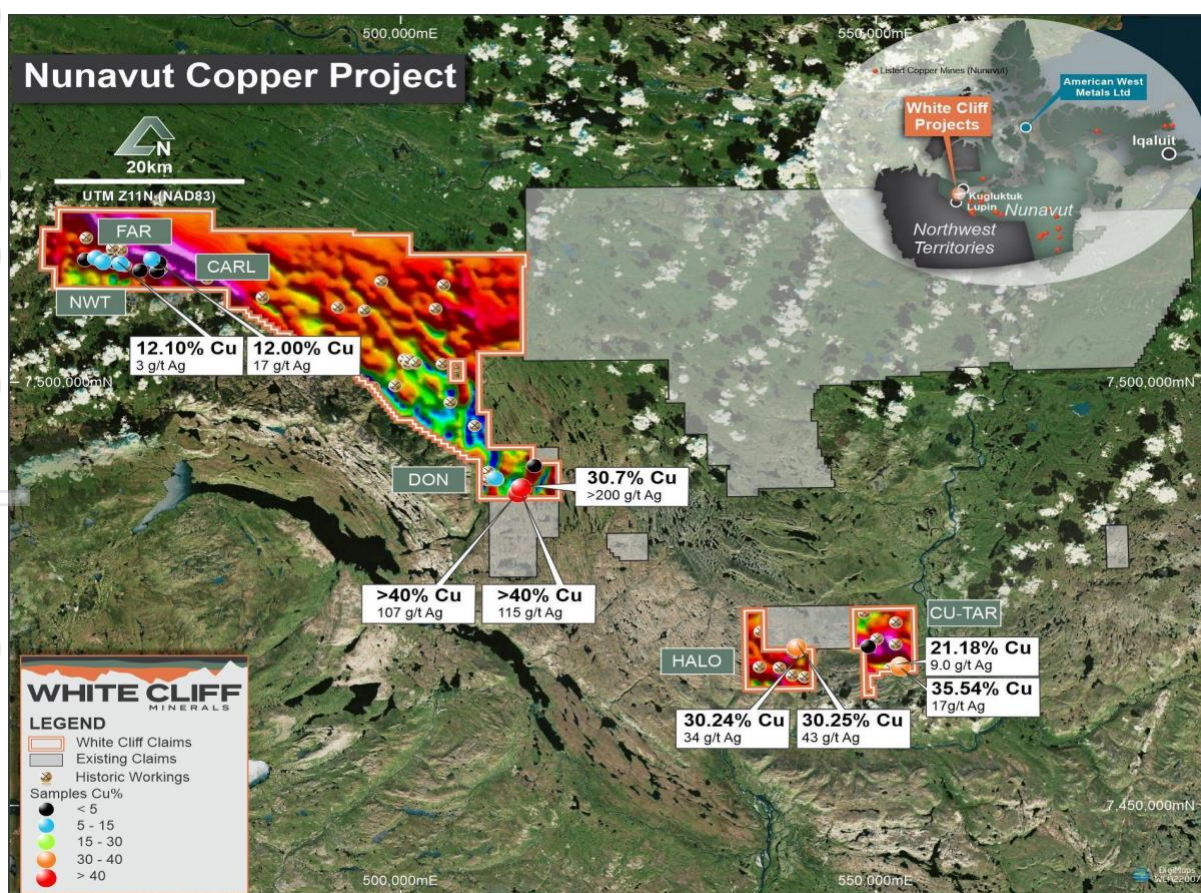 500,000mE
550,000mE
Nunavut Copper Project
Listed Copper Mines (Nunavut)
American West
Metals Ltd
White Cliff
Projects
Iqaluit
Kugluktuk
Lupin
Nunavut
Northwest
Territories
N
20km
UTM Z11N (NAD83)
FAR
CARL
NWT
12.10% Cu
3 g/t Ag
12.00% Cu
17 g/t Ag
7,500,000mN
7,500,000mN
DON
30.7% Cu
>200 g/t Ag
>40% Cu
107 g/t Ag
>40% Cu
115 g/t Ag
CU-TAR
HALO
21.18% Cu
9.0 g/t Ag
35.54% Cu
17g/t Ag
30.24% Cu
34 g/t Ag
30.25% Cu
43 g/t Ag
WHITE CLIFF
MINERALS
LEGEND
White Cliff Claims
Existing Claims
Historic Workings
Samples Cu%
< 5
5 - 15
15 - 30
30 - 40
> 40
7,450,000mN
500,000mE
550,000mE
DigiMaps